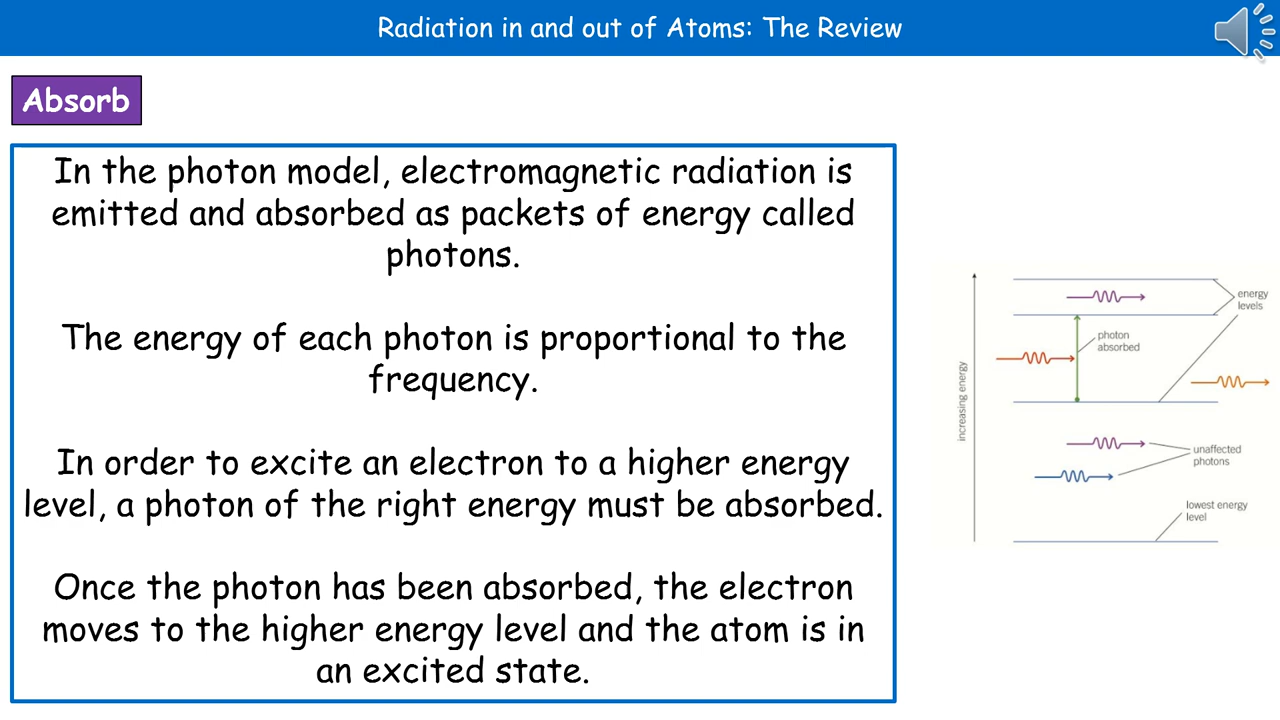 Radiation in and out of Atoms: The Review
Absorb
In the photon model, electromagnetic radiation is
emitted and absorbed as packets of energy called
photons.
The energy of each photon is proportional to the
frequency.
In order to excite an electron to a higher energy
level, a photon of the right energy must be absorbed.
Once the photon has been absorbed, the electron
moves to the higher energy level and the atom is in
an excited state.
increasing energy
energy
levels
photon
absorbed
unaffected
photons
lowest energy
level